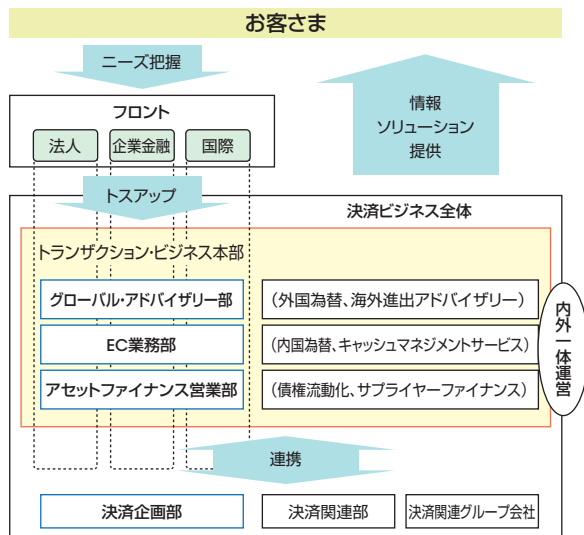 お客さま
ニーズ把握
フロント
法人
企業金融
国際
情報
ソリューション
提供
トスアップ
決済ビジネス全体
トランザクション・ビジネス本部
グローバル・アドバイザリー部
(外国為替、海外進出アドバイザリー)
EC業務部
(内国為替、キャッシュマネジメントサービス)
アセットファイナンス営業部
(債権流動化、サプライヤーファイナンス)
内外一体運営
連携
決済企画部
決済関連部
決済関連グループ会社